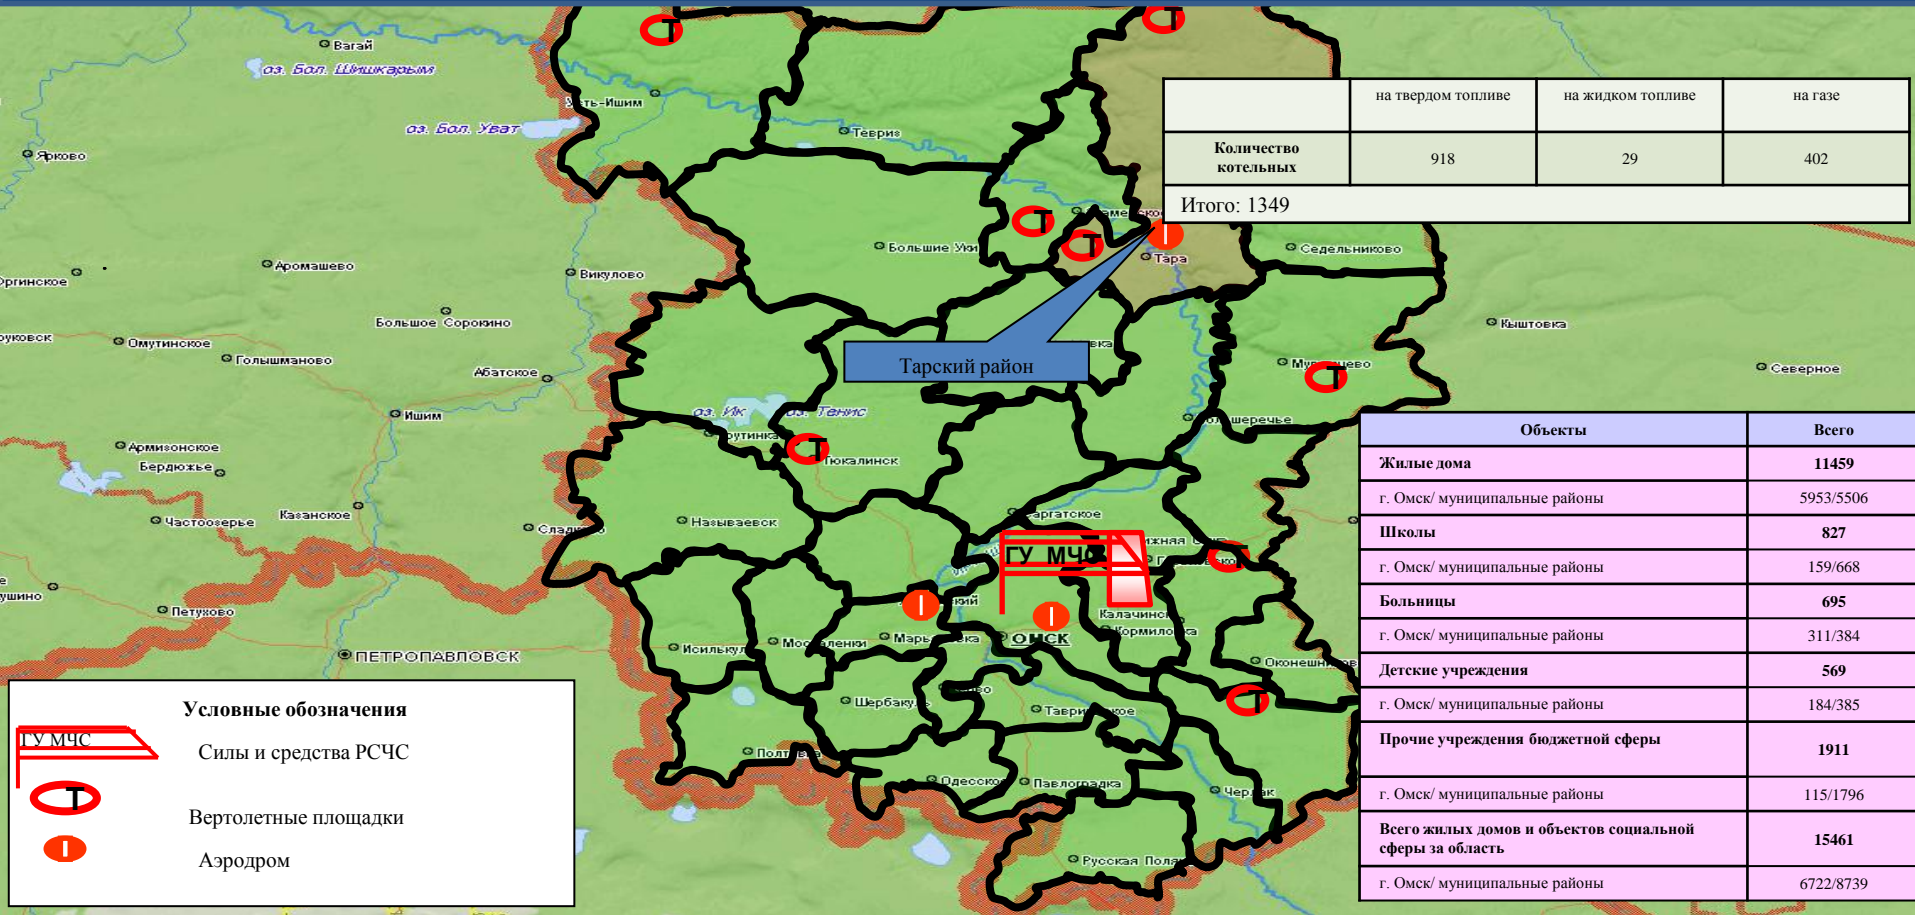 Вагай
оз. Бол. Шишкарым
Усть-Ишим
оз. Бол. Уват
Тевриз
Ярково
на твердом топливе
на жидком топливе
на газе
Количество котельных
918
29
402
Итого: 1349
Большие Уки
Седельниково
Тара
Аромашево
Викулово
Большое Сорокино
Кыштовка
Омутинское
Голышманово
Абатское
Северное
Тарский район
Ишим
оз. Ик
оз. Тенис
Тюкалинск
Армизонское
Бердюжье
Казанское
Частоозерье
Называевск
ГУ МЧС
Петухово
ПЕТРОПАВЛОВСК
ОМСК
Калачинск
Кормиловка
Исилькуль
Павлоградка
Одесское
Черлак
Русская Поляна
Объекты
Всего
Жилые дома
11459
г. Омск/ муниципальные районы
5953/5506
Школы
827
г. Омск/ муниципальные районы
159/668
Больницы
695
г. Омск/ муниципальные районы
311/384
Детские учреждения
569
г. Омск/ муниципальные районы
184/385
Прочие учреждения бюджетной сферы
1911
г. Омск/ муниципальные районы
115/1796
Всего жилых домов и объектов социальной
сферы за область
15461
г. Омск/ муниципальные районы
6722/8739
Условные обозначения
ГУ МЧС
Силы и средства РСЧС
Т
Вертолетные площадки
Аэродром